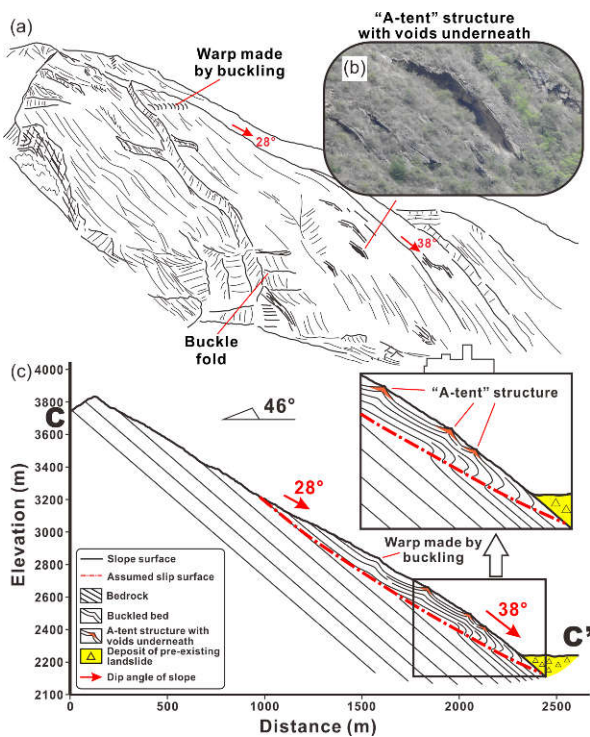 (a)
"A-tent" structure
with voids underneath
Warp made
by buckling
(b)
28°
38°
Buckle
fold
(c)
4000
3800
3600
3400
3200
3000
2800
2600
2400
2200
2100
Elevation (m)
C
46°
28°
"A-tent" structure
Warp made by
buckling
38°
C'
Slope surface
Assumed slip surface
Bedrock
Buckled bed
A-tent structure with
voids underneath
Deposit of pre-existing
landslide
Dip angle of slope
0
500
1000
1500
2000
2500
Distance (m)